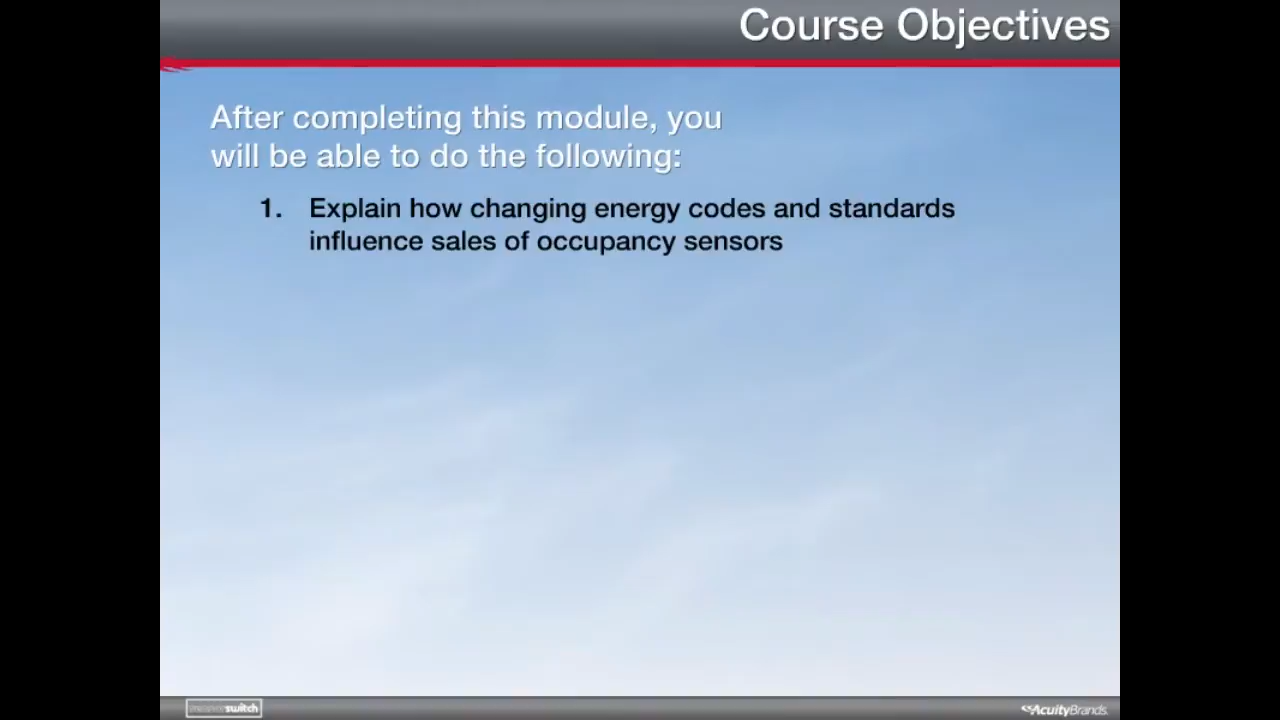 Course Objectives
After completing this module, you
will be able to do the following:
1. Explain how changing energy codes and standards
influence sales of occupancy sensors
switch
AcuityBrands.